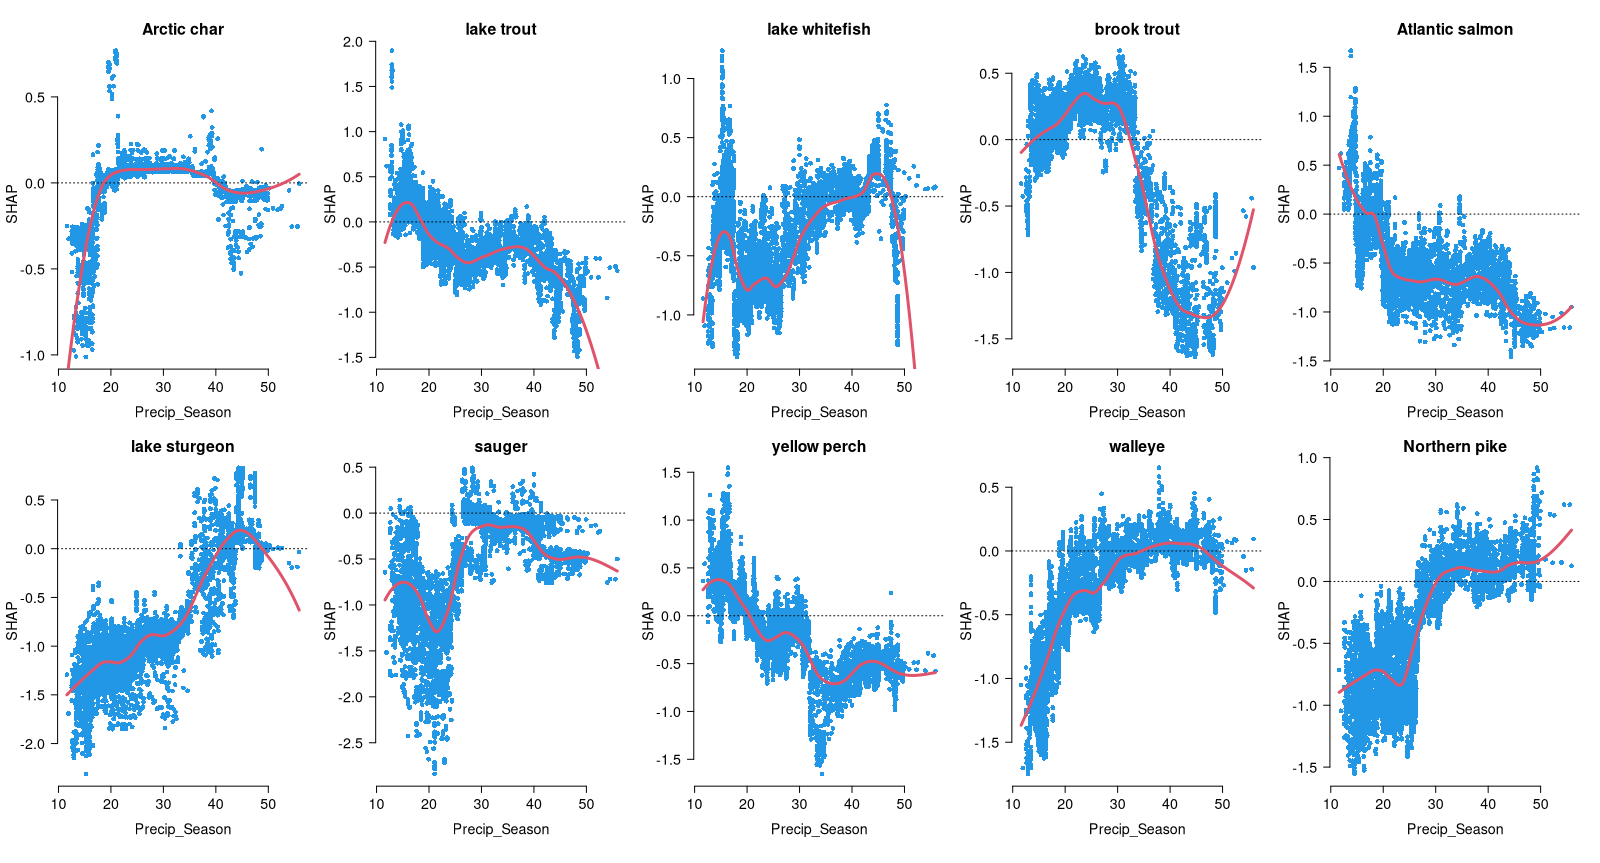 Arctic char
0.5
0.0
-0.5
-1.0
SHAP
10 20 30 40 50
Precip_Season
lake trout
2.0
1.5
1.0
0.5
0.0
-0.5
-1.0
-1.5
SHAP
10 20 30 40 50
Precip_Season
lake whitefish
1.0
0.5
0.0
-0.5
-1.0
SHAP
10 20 30 40 50
Precip_Season
brook trout
0.5
0.0
-0.5
-1.0
-1.5
SHAP
10 20 30 40 50
Precip_Season
Atlantic salmon
1.5
1.0
0.5
0.0
-0.5
-1.0
-1.5
SHAP
10 20 30 40 50
Precip_Season
lake sturgeon
0.5
0.0
-0.5
-1.0
-1.5
-2.0
SHAP
10 20 30 40 50
Precip_Season
sauger
0.5
0.0
-0.5
-1.0
-1.5
-2.0
-2.5
SHAP
10 20 30 40 50
Precip_Season
yellow perch
1.5
1.0
0.5
0.0
-0.5
-1.0
-1.5
SHAP
10 20 30 40 50
Precip_Season
walleye
0.5
0.0
-0.5
-1.0
-1.5
SHAP
10 20 30 40 50
Precip_Season
Northern pike
1.0
0.5
0.0
-0.5
-1.0
-1.5
SHAP
10 20 30 40 50
Precip_Season